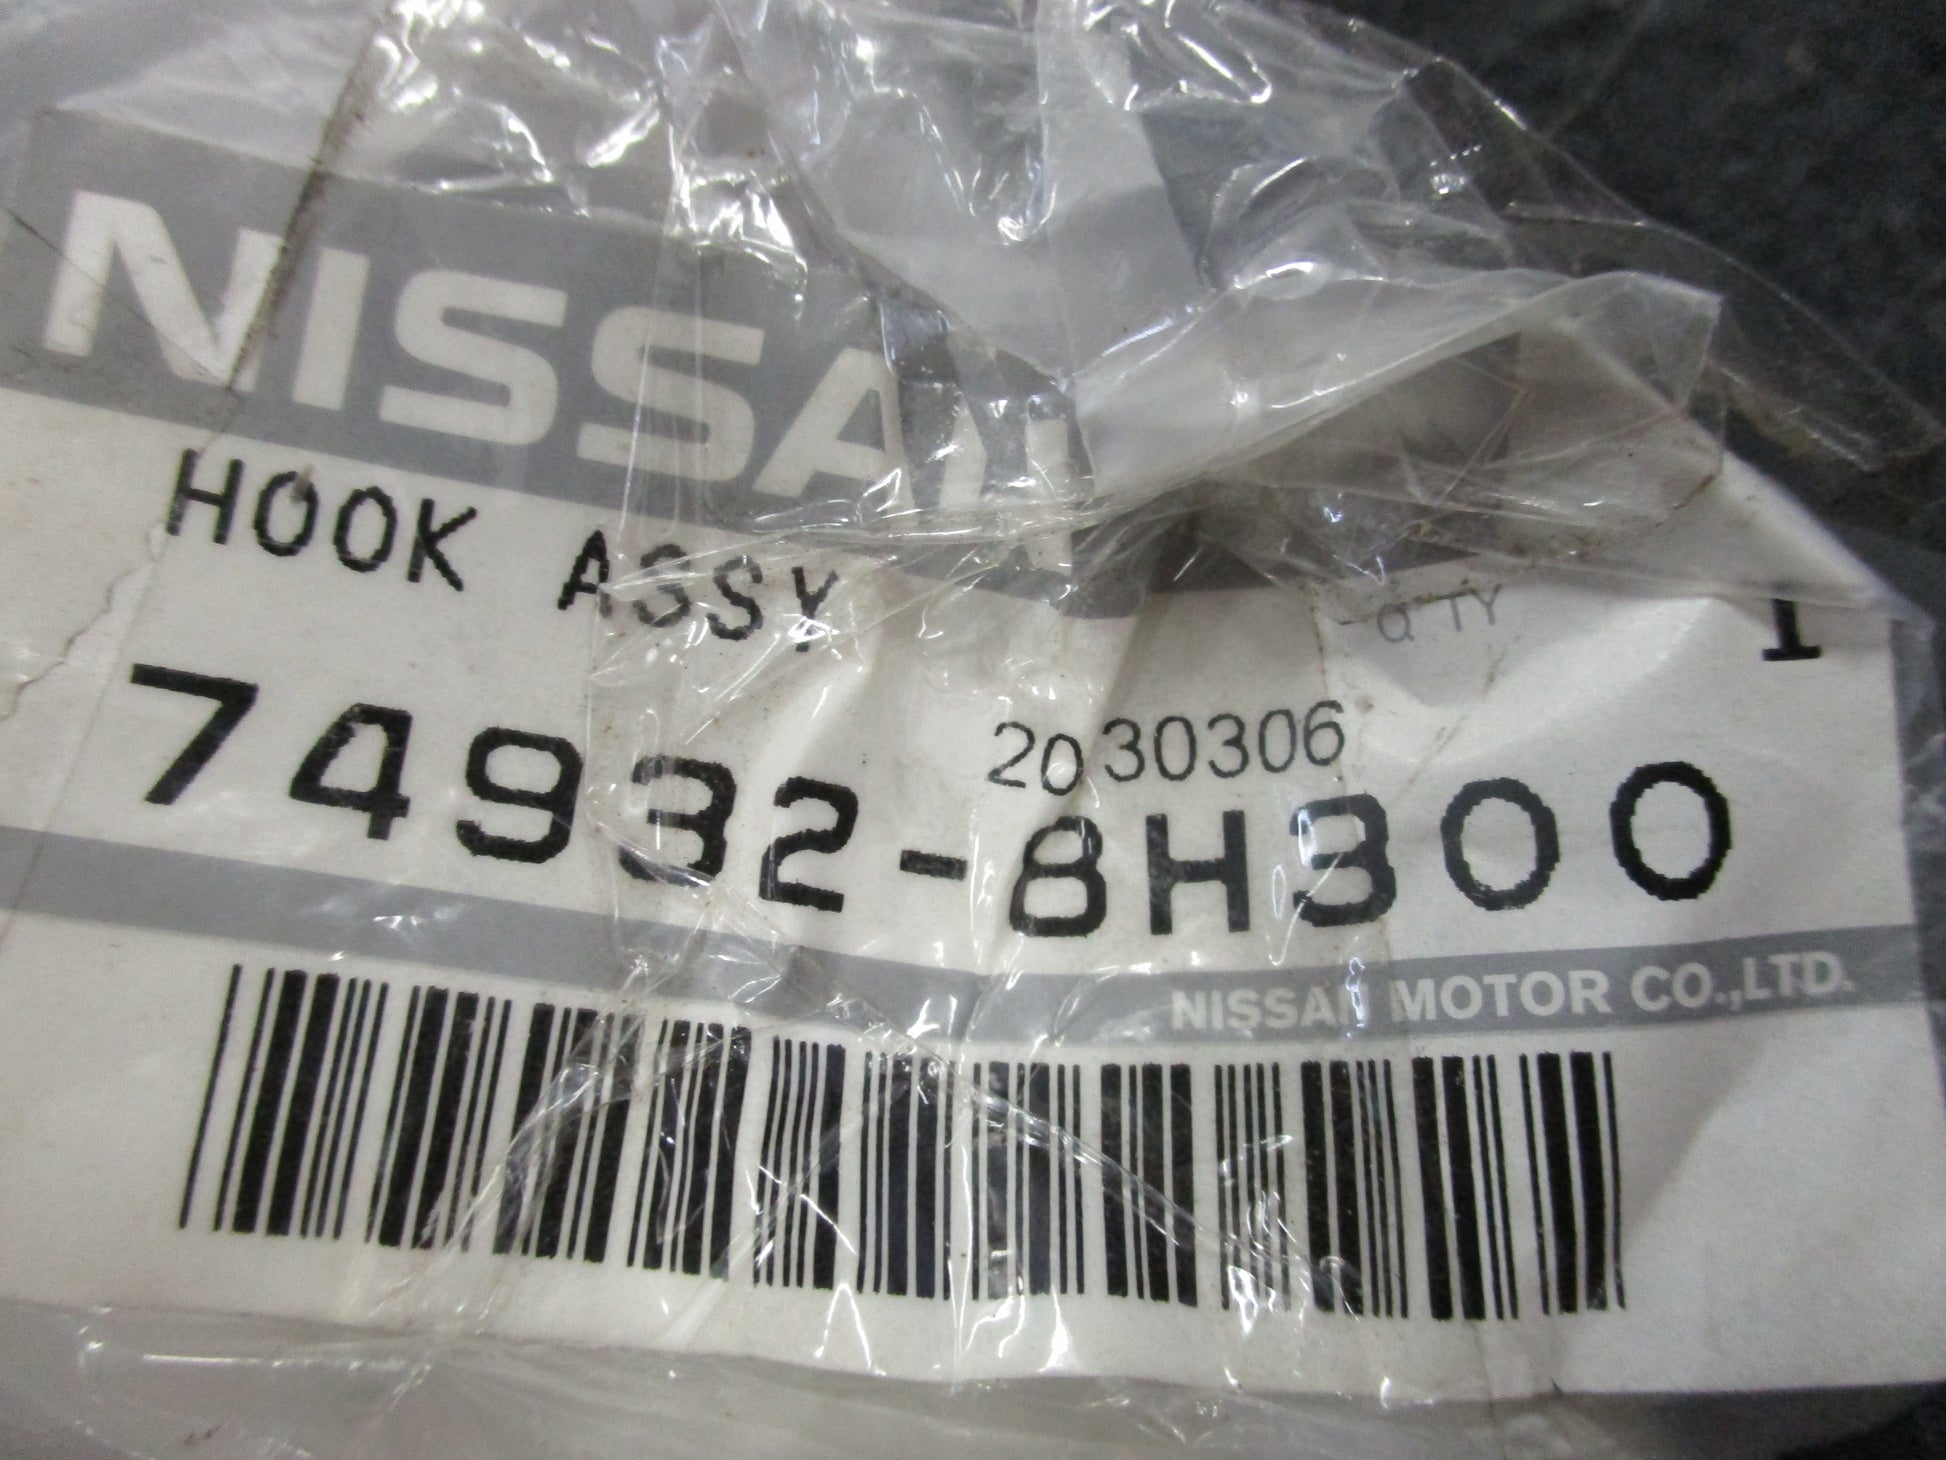 NISSAN
HOOK ASSY
Q'TY 1
2030306
74932-8H300
NISSAN MOTOR CO.,LTD.